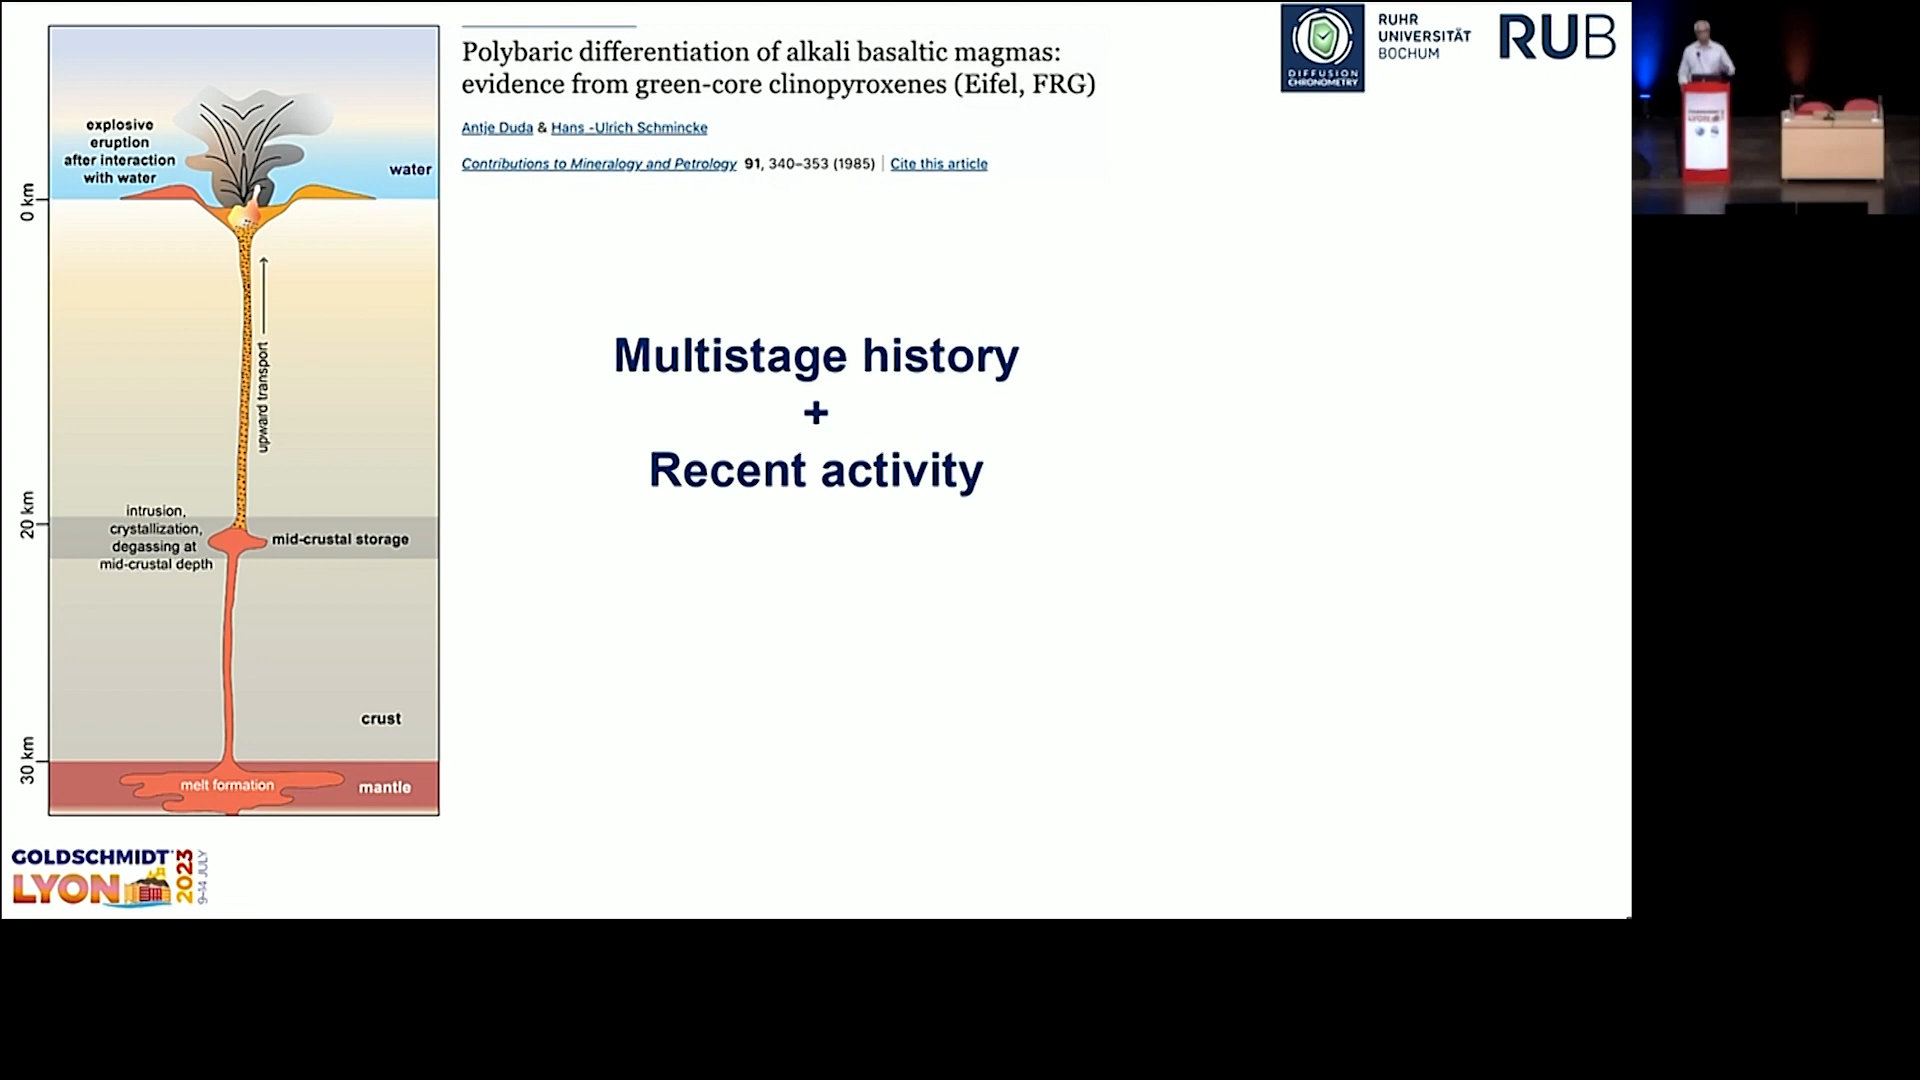 Polybaric differentiation of alkali basaltic magmas:
evidence from green-core clinopyroxenes (Eifel, FRG)
Antje Duda & Hans -Ulrich Schmincke
Contributions to Mineralogy and Petrology 91, 340–353 (1985) | Cite this article
DIFFUSION
CHRONOMETRY
RUHR
UNIVERSITÄT
BOCHUM
RUB
explosive
eruption
after interaction
with water
water
0 km
upward transport
20 km
intrusion,
crystallization,
degassing at
mid-crustal depth
mid-crustal storage
crust
30 km
melt formation
mantle
Multistage history
+
Recent activity
GOLDSCHMIDT
LYON
2023
9–14 JULY
LYON